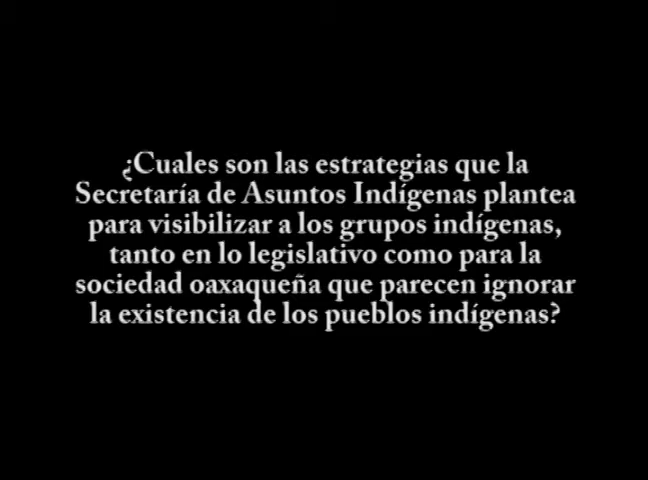 ¿Cuales son las estrategias que la
Secretaría de Asuntos Indígenas plantea
para visibilizar a los grupos indígenas,
tanto en lo legislativo como para la
sociedad oaxaqueña que parecen ignorar
la existencia de los pueblos indígenas?